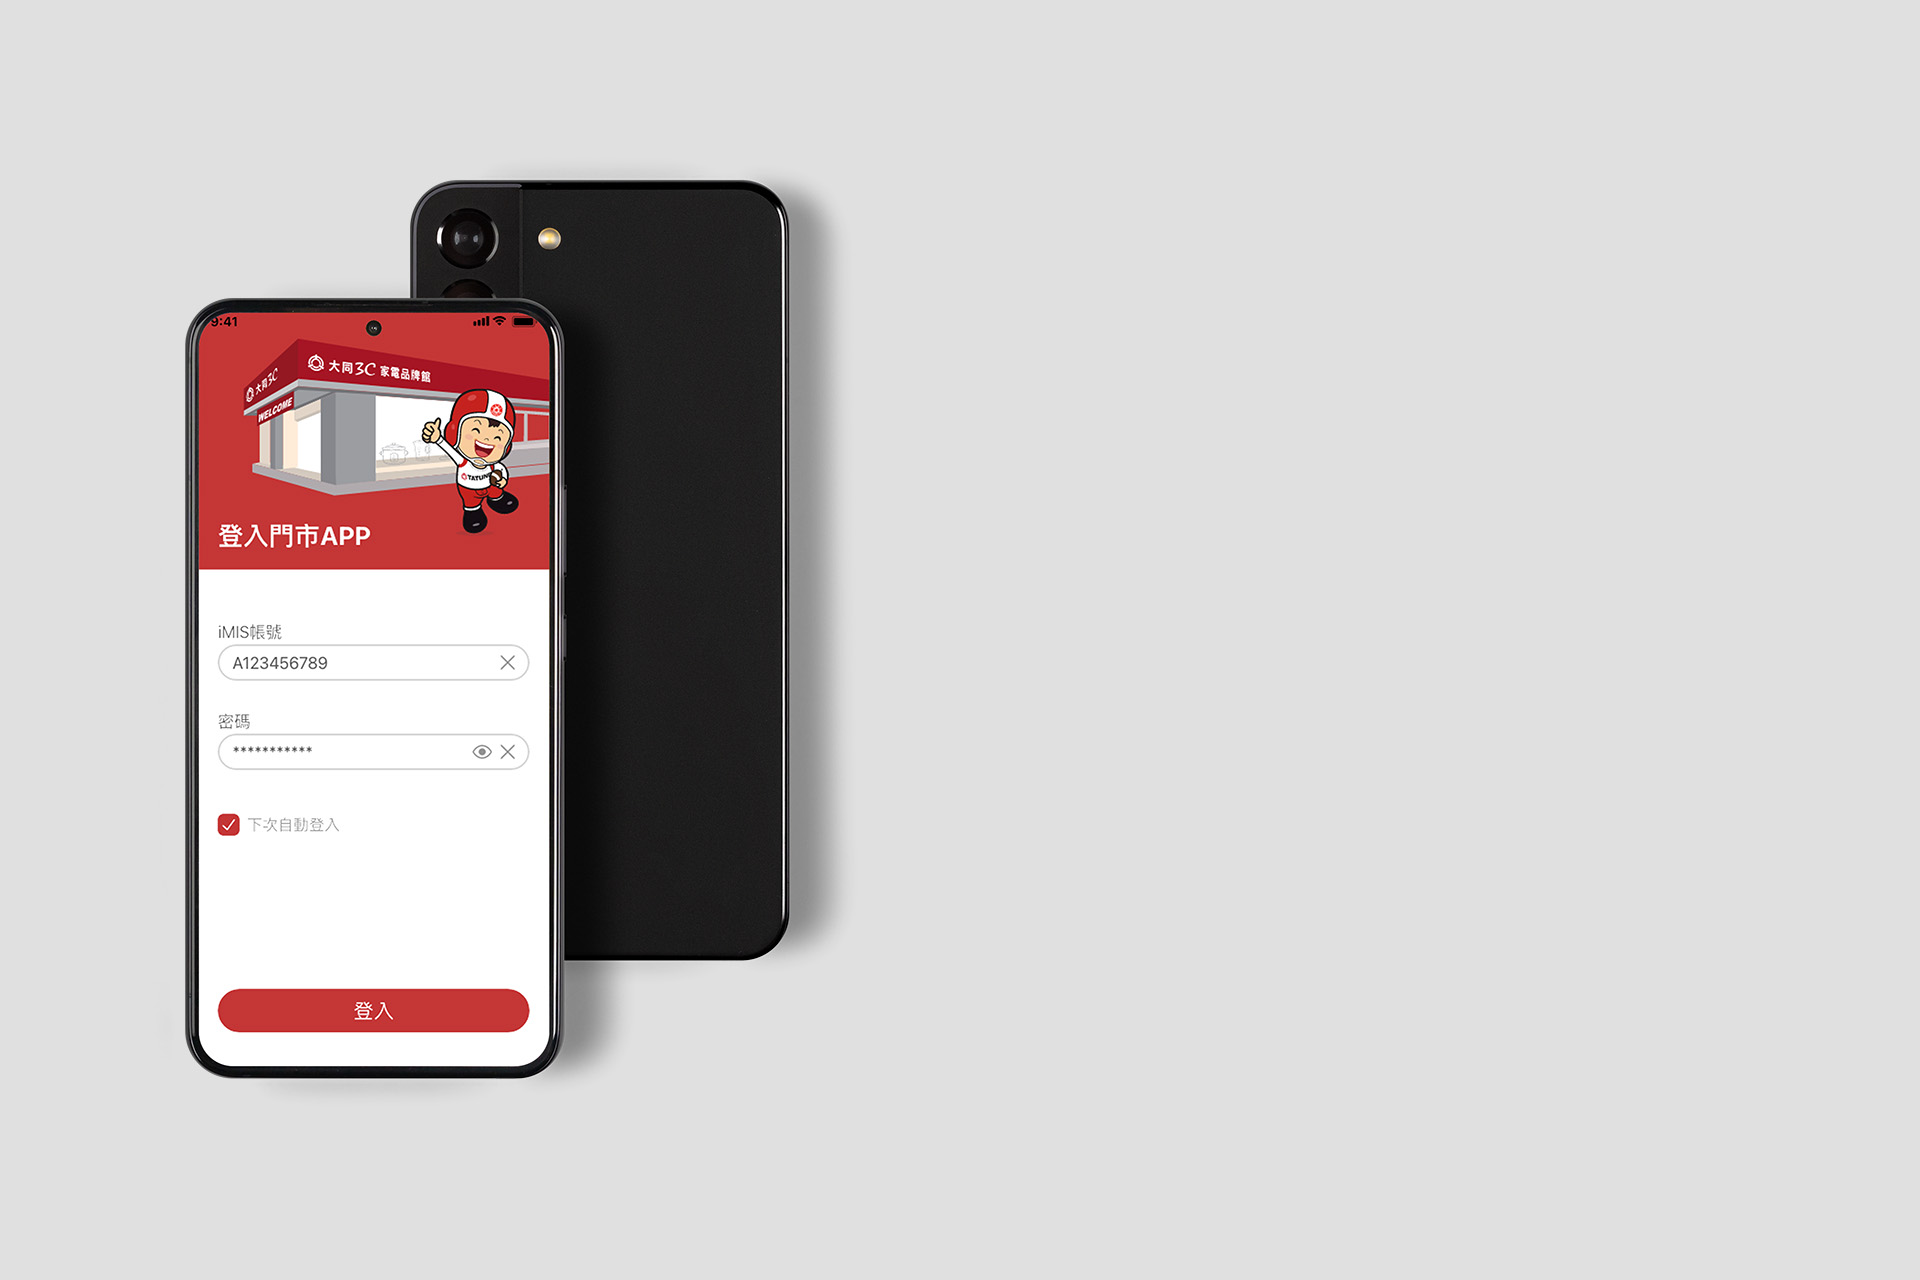 9:41
大同3C 家電品牌館
大同3C
WELCOME
TATUNG
登入門市APP
iMIS帳號
A123456789
密碼
***********
下次自動登入
登入